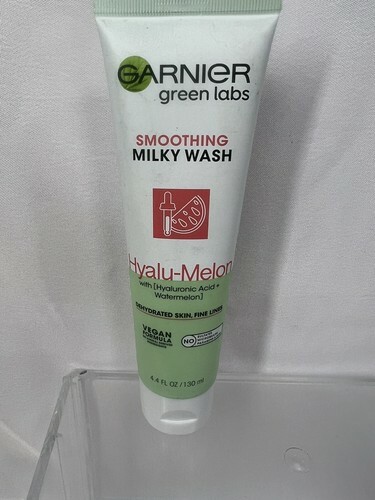 GARNIER
green labs
SMOOTHING
MILKY WASH
Hyalu-Melon
with [Hyaluronic Acid +
Watermelon]
DEHYDRATED SKIN, FINE LINES
VEGAN
FORMULA
NO
4.4 FL OZ / 130 ml